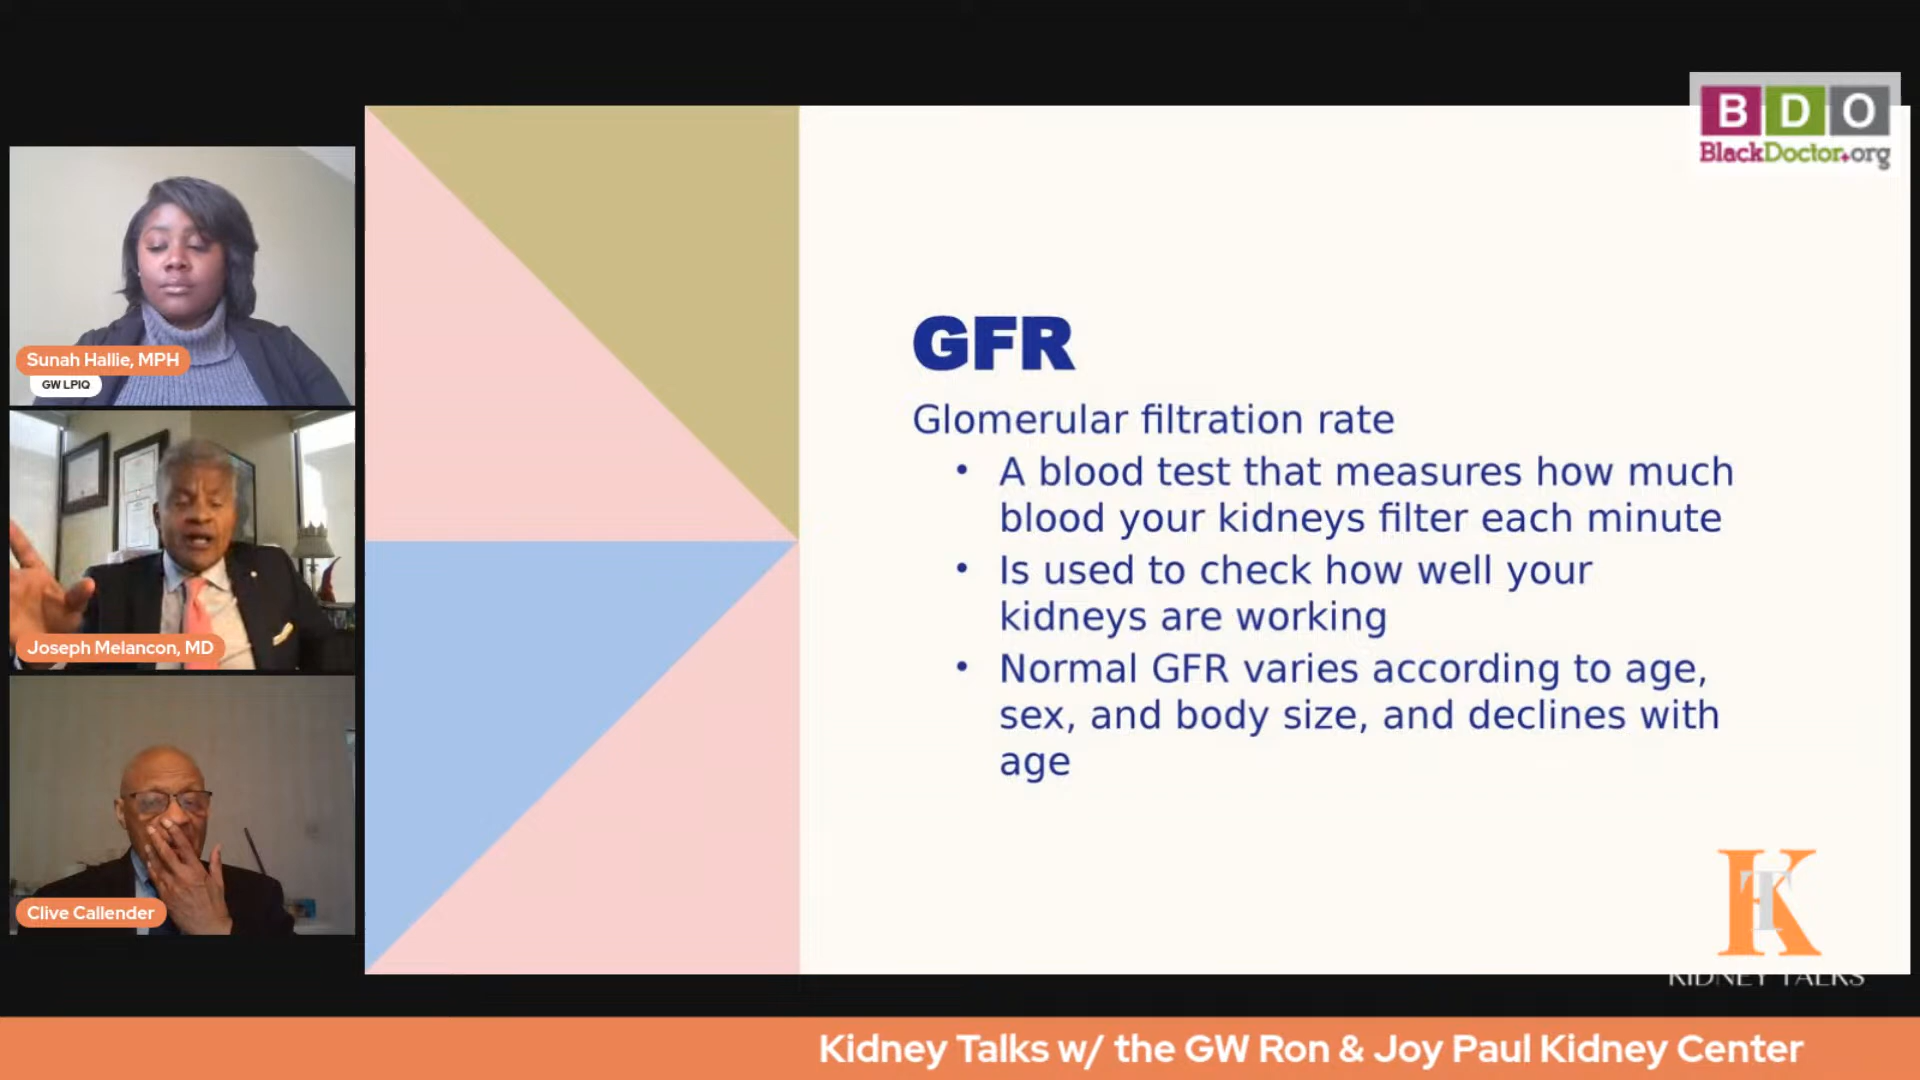 B D O
BlackDoctor.org
Sunah Hallie, MPH
GW LPIQ
Joseph Melancon, MD
Clive Callender
GFR
Glomerular filtration rate
• A blood test that measures how much
blood your kidneys filter each minute
• Is used to check how well your
kidneys are working
• Normal GFR varies according to age,
sex, and body size, and declines with
age
KT
KIDNEY TALKS
Kidney Talks w/ the GW Ron & Joy Paul Kidney Center